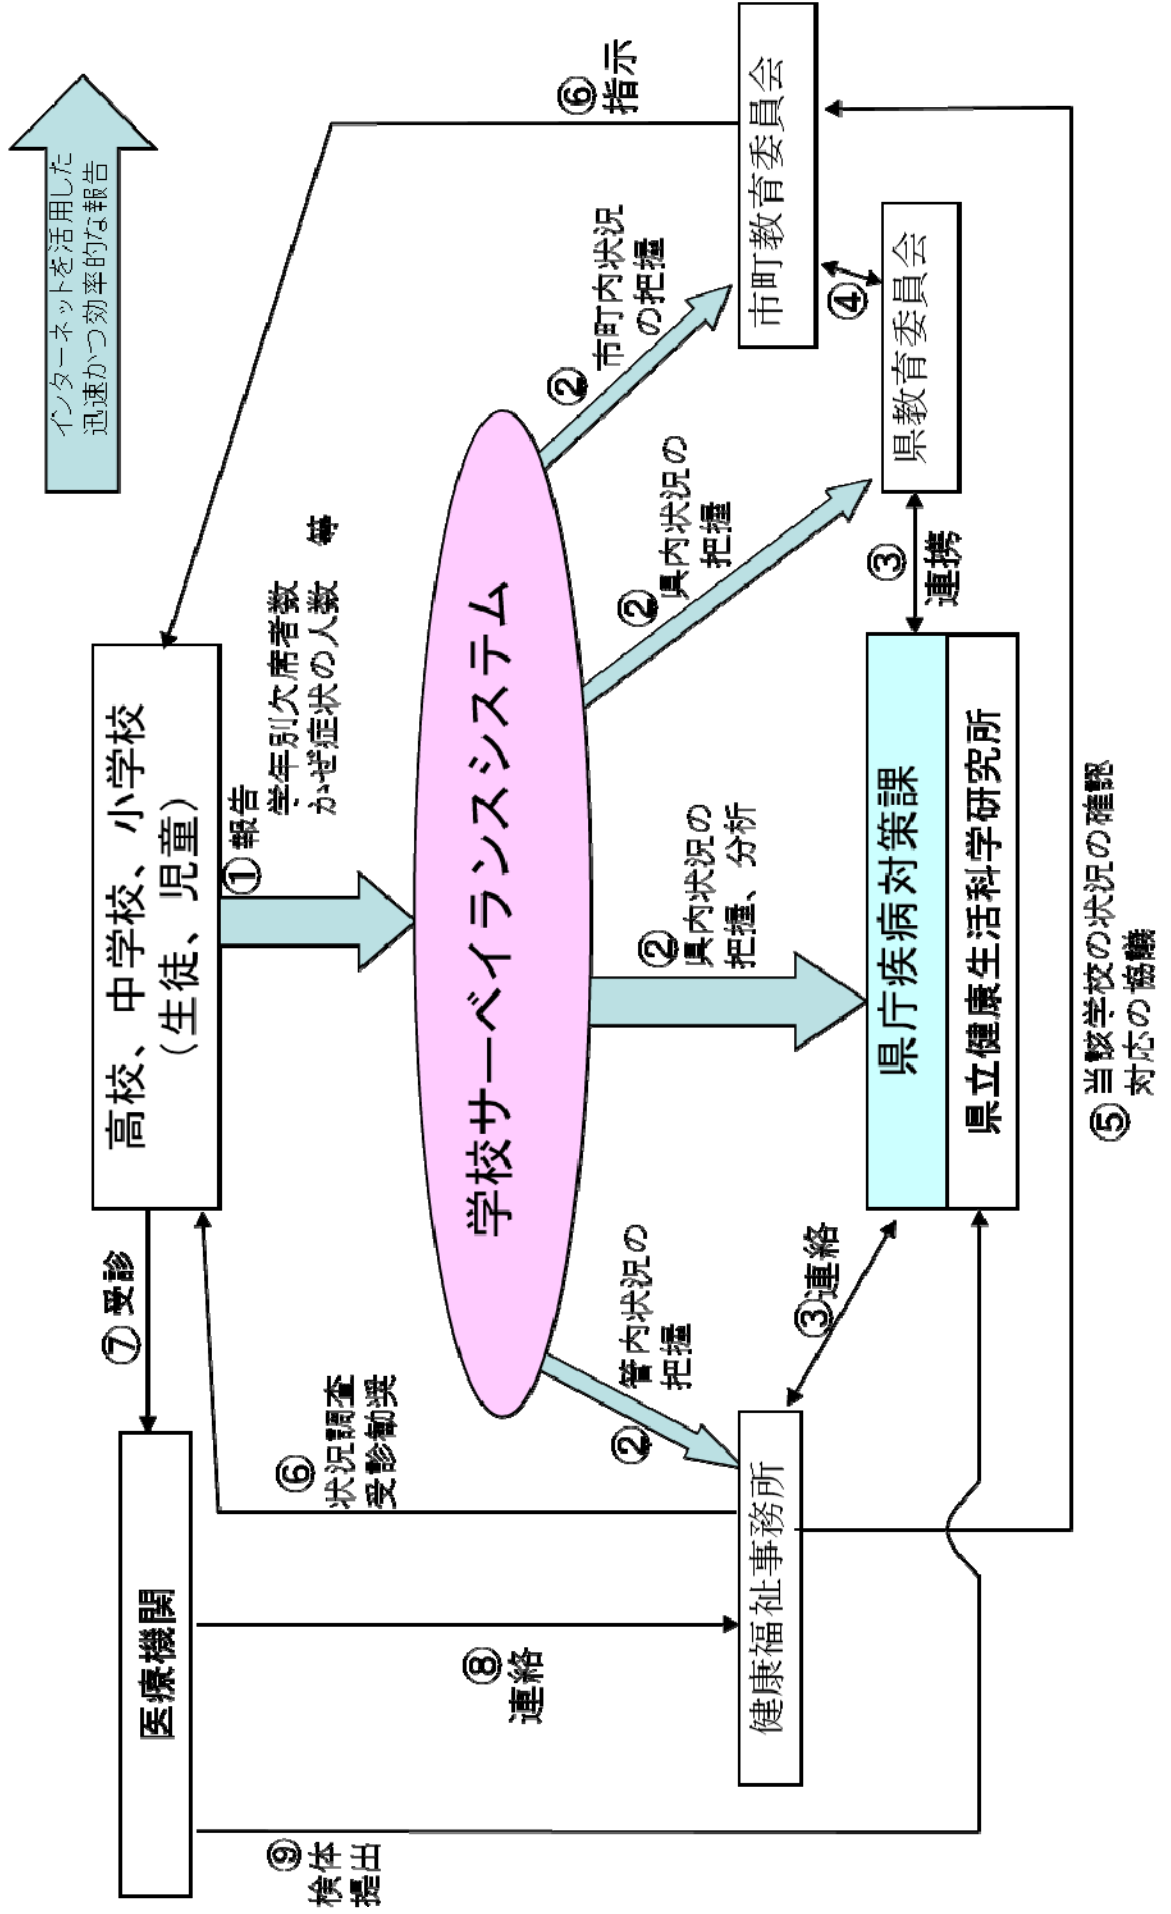 インターネットを活用した
迅速かつ効率的な報告
高校、中学校、小学校
（生徒、児童）
①報告
学年別欠席者数
かぜ症状の人数　等
⑦受診
医療機関
⑥
状況調査
受診勧奨
⑥
指示
学校サーベイランスシステム
②
管内状況の
把握
②
県内状況の
把握、分析
②
県内状況の
把握
②
市町内状況
の把握
⑧
連絡
⑨
検体
提出
健康福祉事務所
③連絡
県庁疾病対策課
県立健康生活科学研究所
③
連携
県教育委員会
④
市町教育委員会
⑤当該学校の状況の確認
対応の協議